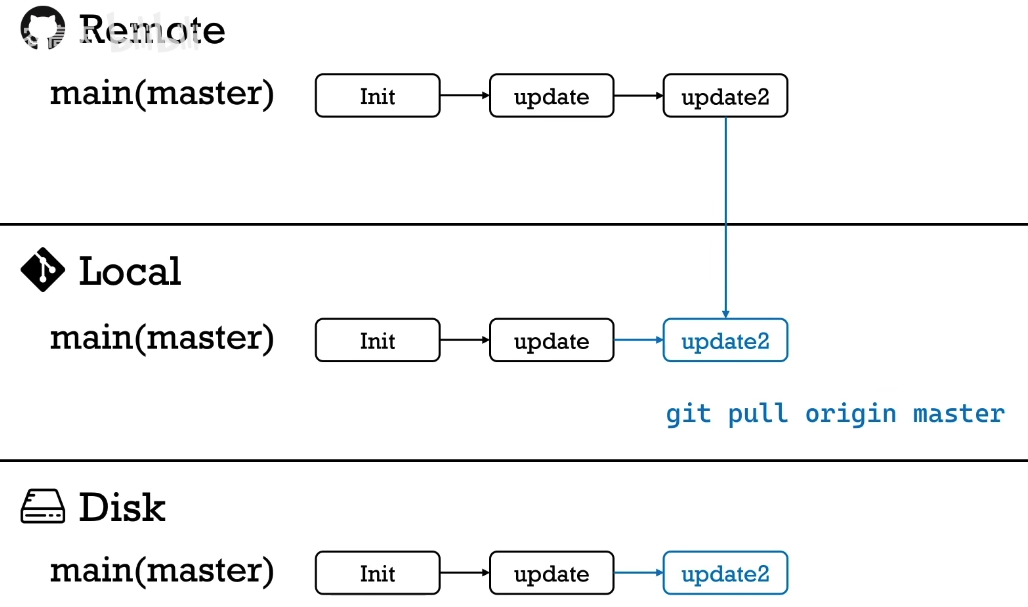 Remote
main(master) Init update update2
Local
main(master) Init update update2
git pull origin master
Disk
main(master) Init update update2